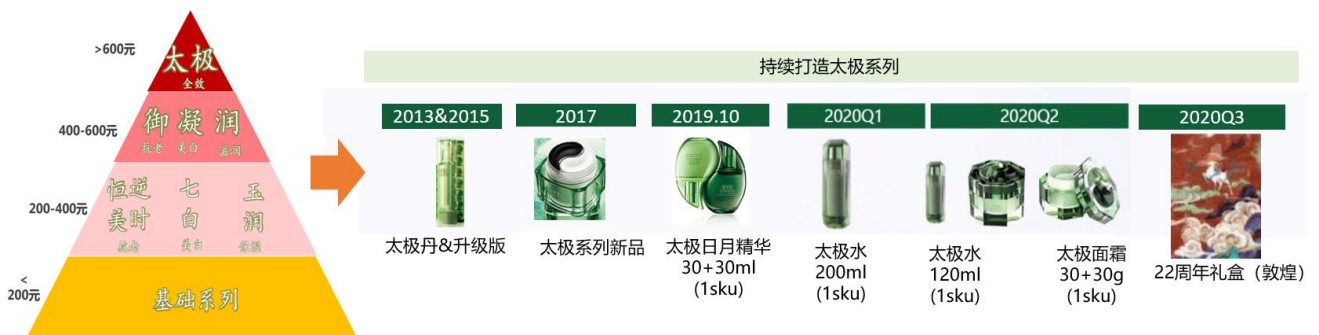 >600元
太极
全效
400-600元
御 凝 润
抗老 美白 滋润
200-400元
恒逆 七 玉
美时 白 润
抗老 美白 保湿
<
200元
基础系列
持续打造太极系列
2013&2015
2017
2019.10
2020Q1
2020Q2
2020Q3
太极丹&升级版
太极系列新品
太极日月精华
30+30ml
(1sku)
太极水
200ml
(1sku)
太极水
120ml
(1sku)
太极面霜
30+30g
(1sku)
22周年礼盒（敦煌）